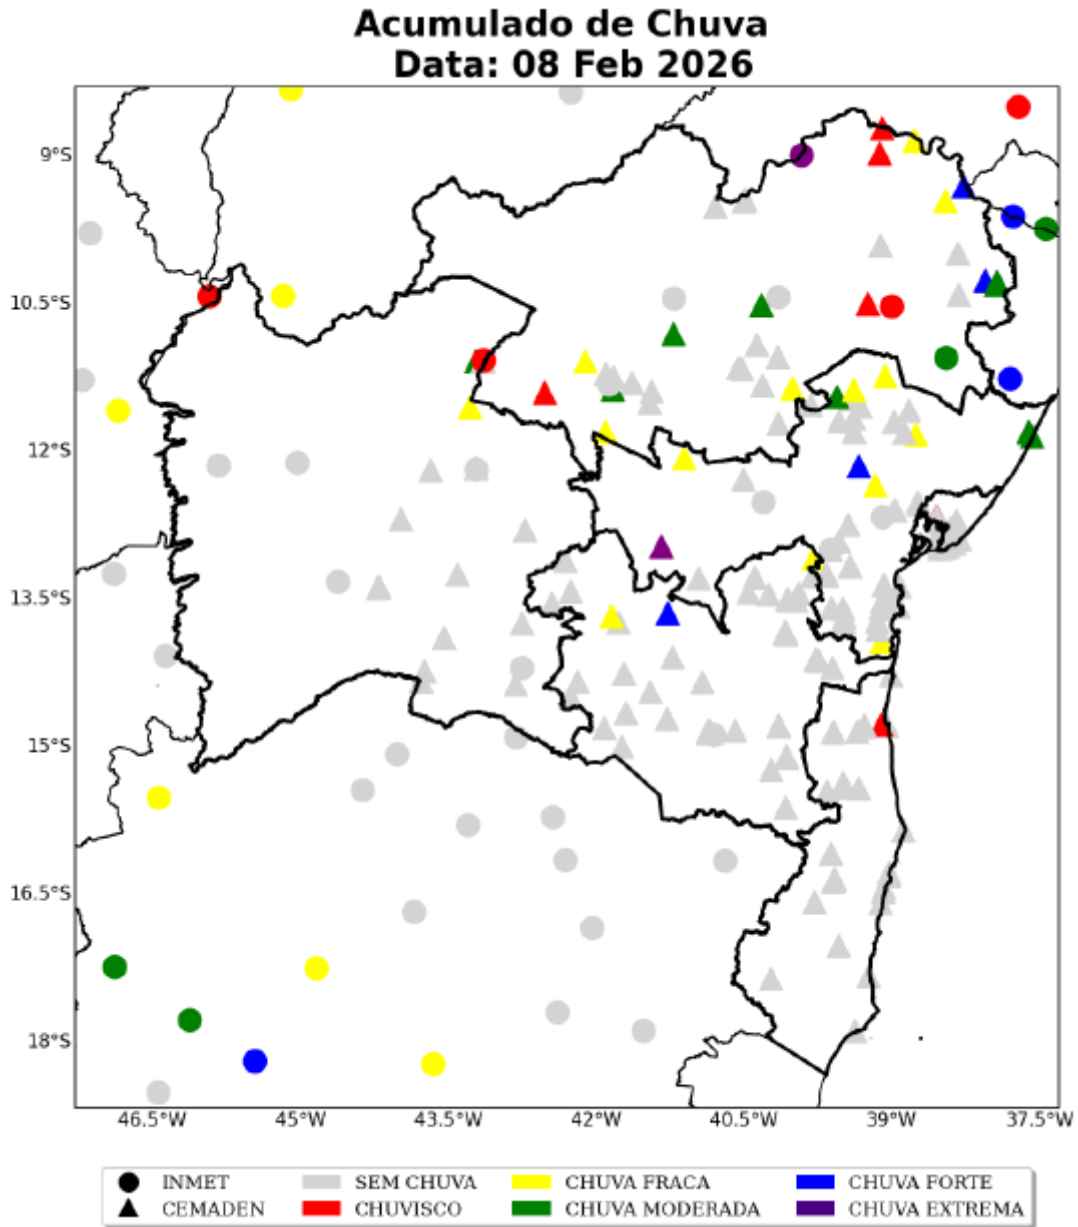 Acumulado de Chuva
Data: 08 Feb 2026
9°S
10.5°S
12°S
13.5°S
15°S
16.5°S
18°S
46.5°W 45°W 43.5°W 42°W 40.5°W 39°W 37.5°W
INMET SEM CHUVA CHUVA FRACA CHUVA FORTE
CEMADEN CHUVISCO CHUVA MODERADA CHUVA EXTREMA